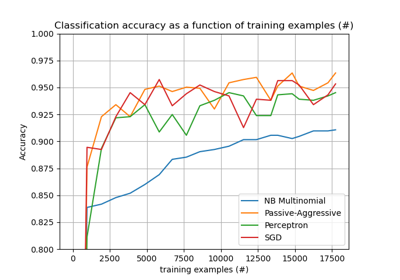 Classification accuracy as a function of training examples (#)
1.000
0.975
0.950
0.925
0.900
0.875
0.850
0.825
0.800
Accuracy
0
2500
5000
7500
10000
12500
15000
17500
training examples (#)
NB Multinomial
Passive-Aggressive
Perceptron
SGD